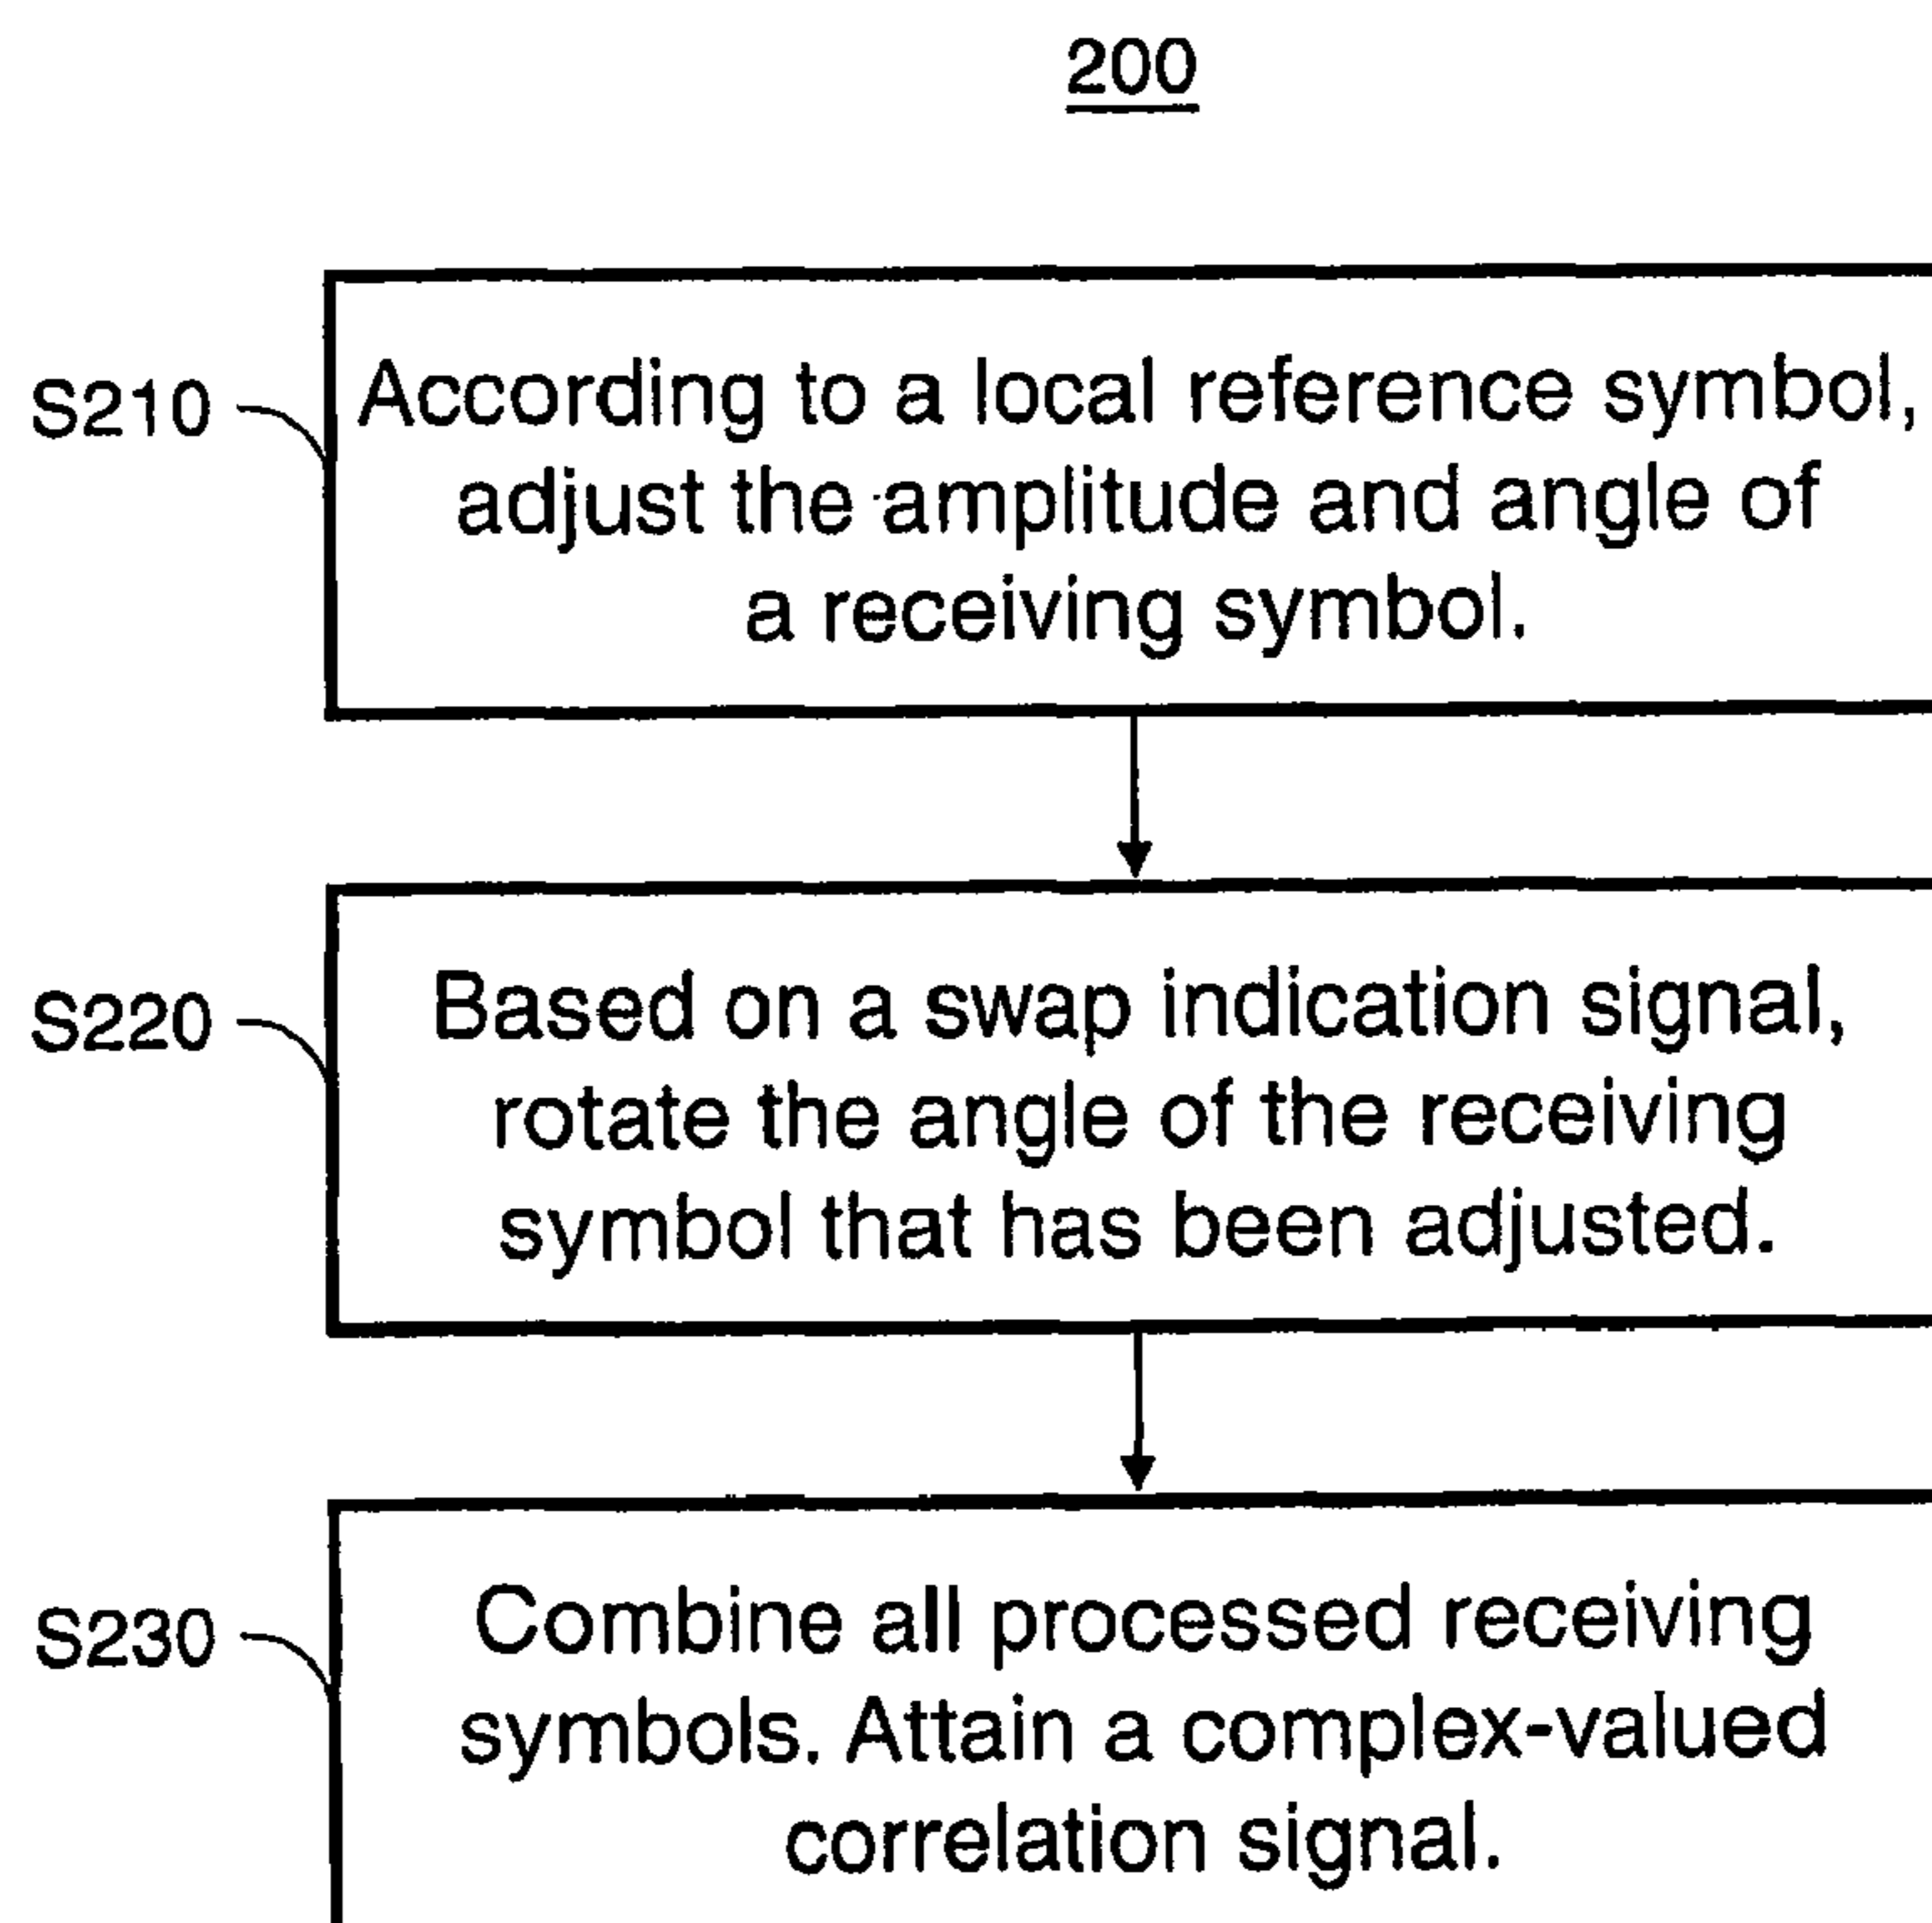 200
S210
According to a local reference symbol,
adjust the amplitude and angle of
a receiving symbol.
S220
Based on a swap indication signal,
rotate the angle of the receiving
symbol that has been adjusted.
S230
Combine all processed receiving
symbols. Attain a complex-valued
correlation signal.